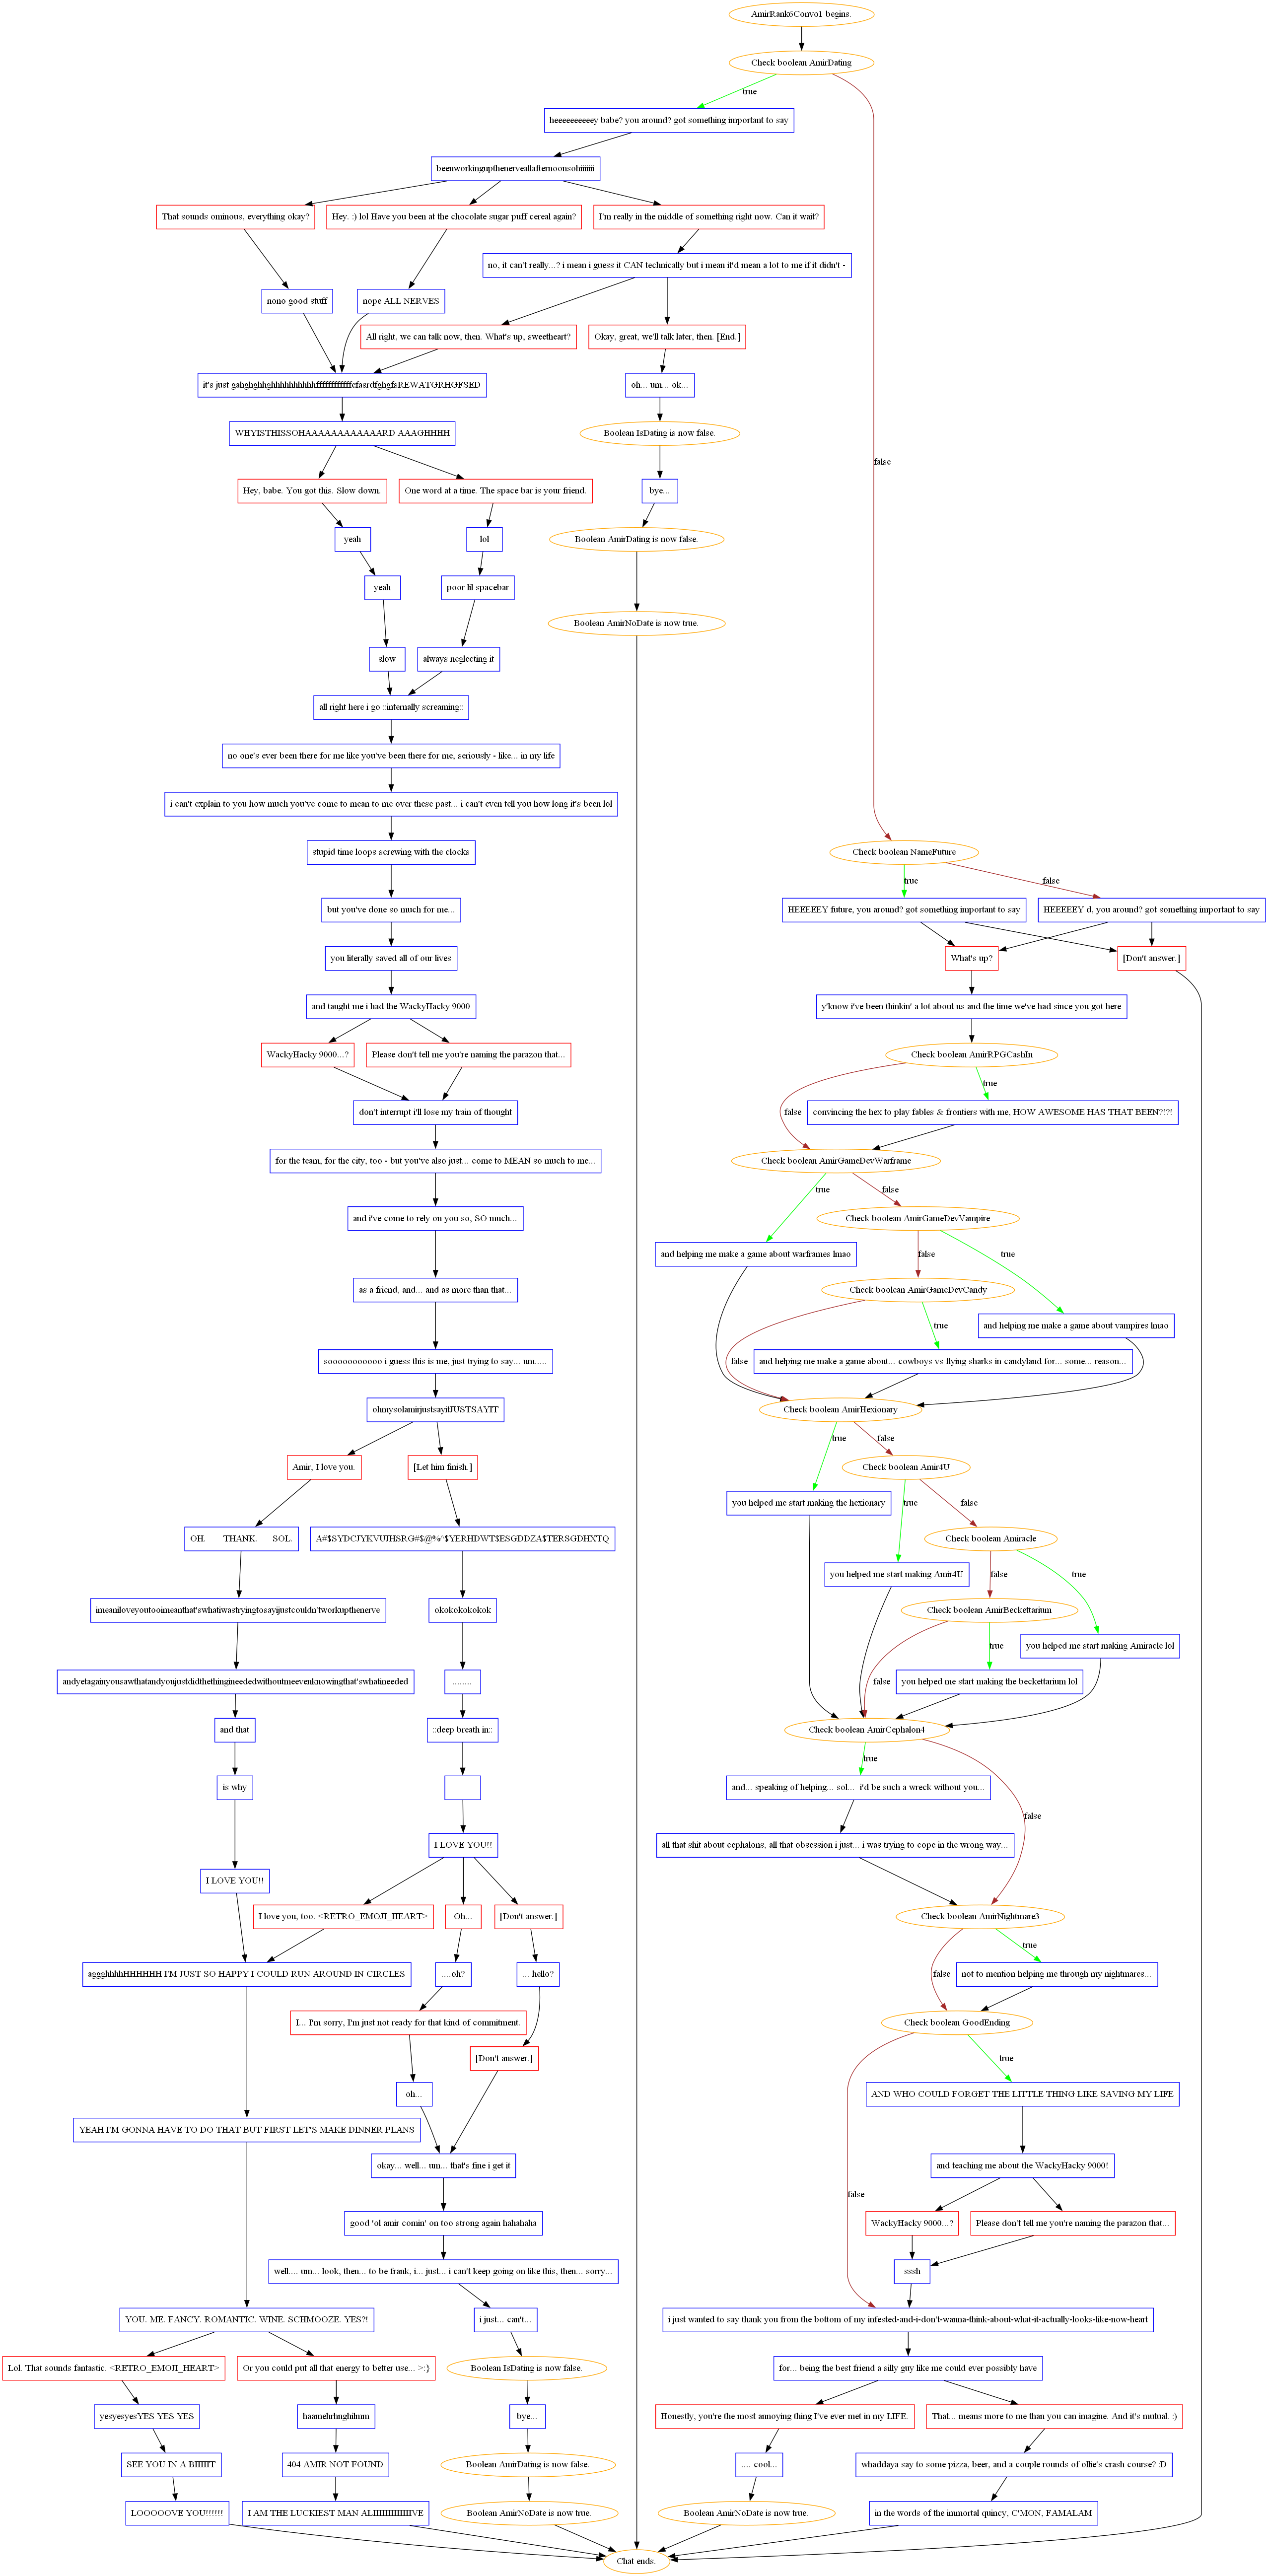 AmirRank6Convo1 begins.
Check boolean AmirDating
true
false
heeeeeeeeeey babe? you around? got something important to say
beenworkingupthenerveallafternoonsohiiiiiii
That sounds ominous, everything okay?
Hey. :) lol Have you been at the chocolate sugar puff cereal again?
I'm really in the middle of something right now. Can it wait?
no, it can't really...? i mean i guess it CAN technically but i mean it'd mean a lot to me if it didn't -
nono good stuff
nope ALL NERVES
All right, we can talk now, then. What's up, sweetheart?
Okay, great, we'll talk later, then. [End.]
oh... um... ok...
WHYISTHISSOHAAAAAAAAAAAARD AAAGHHHH
Boolean IsDating is now false.
Hey, babe. You got this. Slow down.
One word at a time. The space bar is your friend.
bye...
yeah
lol
Boolean AmirDating is now false.
yeah
poor lil spacebar
Boolean AmirNoDate is now true.
slow
always neglecting it
all right here i go ::internally screaming::
no one's ever been there for me like you've been there for me, seriously - like... in my life
i can't explain to you how much you've come to mean to me over these past... i can't even tell you how long it's been lol
stupid time loops screwing with the clocks
Check boolean NameFuture
true
false
but you've done so much for me...
HEEEEEY future, you around? got something important to say
HEEEEEY d, you around? got something important to say
you literally saved all of our lives
What's up?
[Don't answer.]
and taught me i had the WackyHacky 9000
y'know i've been thinkin' a lot about us and the time we've had since you got here
WackyHacky 9000...?
Please don't tell me you're naming the parazon that...
Check boolean AmirRPGCashIn
true
false
don't interrupt i'll lose my train of thought
convincing the hex to play fables & frontiers with me, HOW AWESOME HAS THAT BEEN?!?!
for the team, for the city, too - but you've also just... come to MEAN so much to me...
Check boolean AmirGameDevWarframe
true
false
and i've come to rely on you so, SO much...
Check boolean AmirGameDevVampire
false
true
and helping me make a game about warframes lmao
as a friend, and... and as more than that...
Check boolean AmirGameDevCandy
true
false
and helping me make a game about vampires lmao
sooooooooooo i guess this is me, just trying to say... um.....
and helping me make a game about... cowboys vs flying sharks in candyland for... some... reason...
ohmysolamirjustsayitJUSTSAYIT
Check boolean AmirHexionary
true
false
Amir, I love you.
[Let him finish.]
Check boolean Amir4U
true
false
you helped me start making the hexionary
OH. THANK. SOL.
Check boolean Amiracle
false
true
you helped me start making Amir4U
imeaniloveyoutooimeanthat'swhatiwastryingtosayijustcouldn'tworkupthenerve
okokokokokok
Check boolean AmirBeckettarium
true
false
you helped me start making Amiracle lol
andyetagainyousawthatandyoujustdidthethingineededwithoutmeevenknowingthat'swhatineeded
........
you helped me start making the beckettarium lol
and that
::deep breath in::
Check boolean AmirCephalon4
true
false
is why
and... speaking of helping... sol... i'd be such a wreck without you...
I LOVE YOU!!
all that shit about cephalons, all that obsession i just... i was trying to cope in the wrong way...
I LOVE YOU!!
I love you, too. <RETRO_EMOJI_HEART>
Oh...
[Don't answer.]
Check boolean AmirNightmare3
true
false
aggghhhhHHHHHH I'M JUST SO HAPPY I COULD RUN AROUND IN CIRCLES
....oh?
... hello?
not to mention helping me through my nightmares...
I... I'm sorry, I'm just not ready for that kind of commitment.
Check boolean GoodEnding
true
false
[Don't answer.]
oh...
AND WHO COULD FORGET THE LITTLE THING LIKE SAVING MY LIFE
YEAH I'M GONNA HAVE TO DO THAT BUT FIRST LET'S MAKE DINNER PLANS
okay... well... um... that's fine i get it
and teaching me about the WackyHacky 9000!
good 'ol amir comin' on too strong again hahahaha
WackyHacky 9000...?
Please don't tell me you're naming the parazon that...
well.... um... look, then... to be frank, i... just... i can't keep going on like this, then... sorry...
sssh
YOU. ME. FANCY. ROMANTIC. WINE. SCHMOOZE. YES?!
i just... can't...
i just wanted to say thank you from the bottom of my infested-and-i-don't-wanna-think-about-what-it-actually-looks-like-now-heart
Lol. That sounds fantastic. <RETRO_EMOJI_HEART>
Or you could put all that energy to better use... >:}
Boolean IsDating is now false.
for... being the best friend a silly guy like me could ever possibly have
yesyesyesYES YES YES
haamehrhnghilmm
bye...
Honestly, you're the most annoying thing I've ever met in my LIFE.
That... means more to me than you can imagine. And it's mutual. :)
SEE YOU IN A BIIIIIT
404 AMIR NOT FOUND
Boolean AmirDating is now false.
.... cool...
whaddaya say to some pizza, beer, and a couple rounds of ollie's crash course? :D
LOOOOOVE YOU!!!!!!
I AM THE LUCKIEST MAN ALIIIIIIIIIIIIIVE
Boolean AmirNoDate is now true.
Boolean AmirNoDate is now true.
in the words of the immortal quincy, C'MON, FAMALAM
Chat ends.